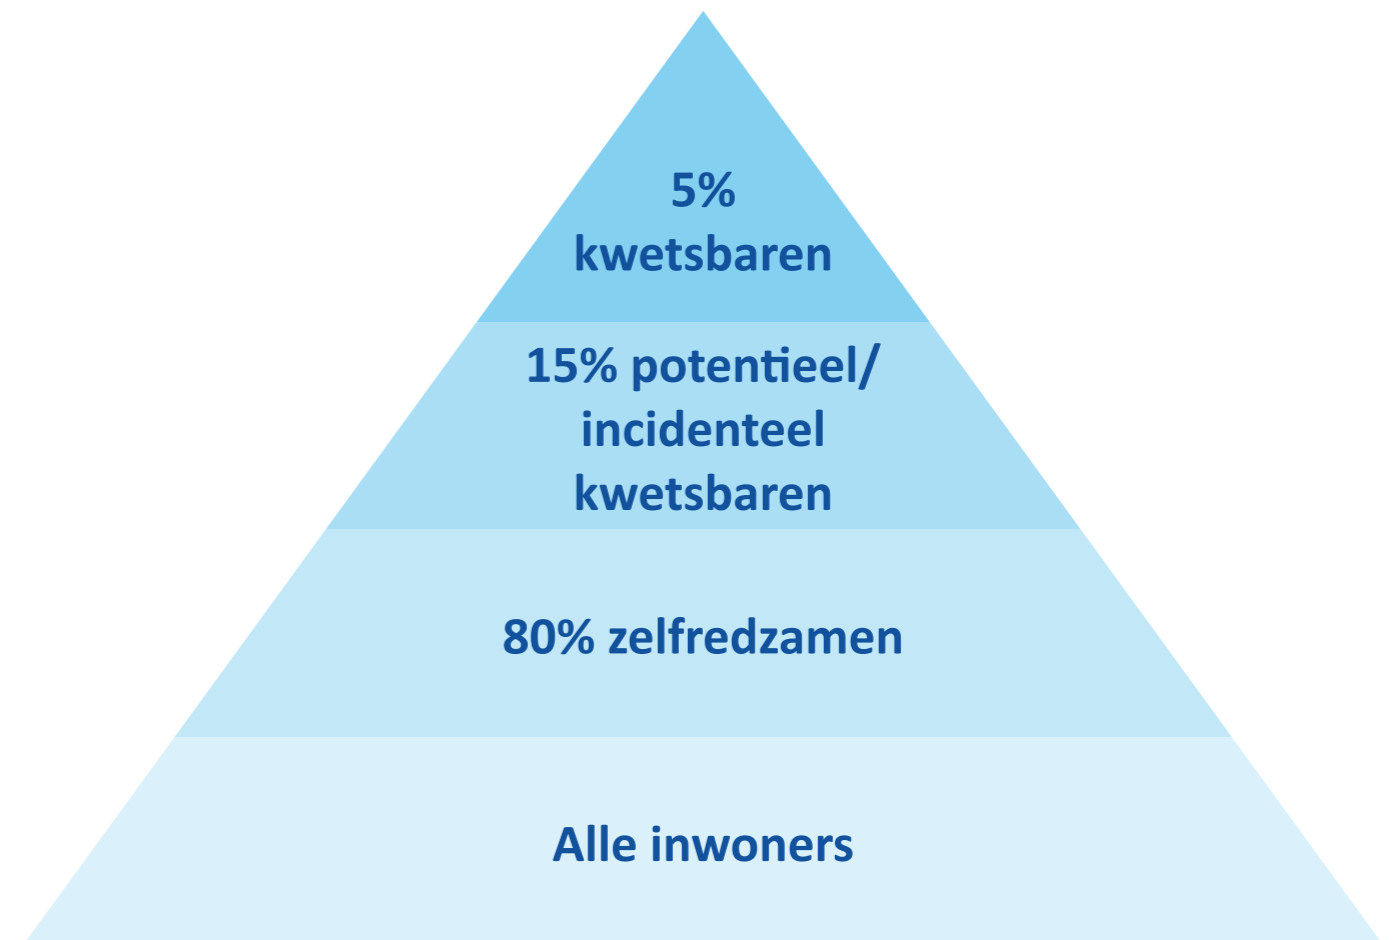 5%
kwetsbaren
15% potentieel/
incidenteel
kwetsbaren
80% zelfredzamen
Alle inwoners